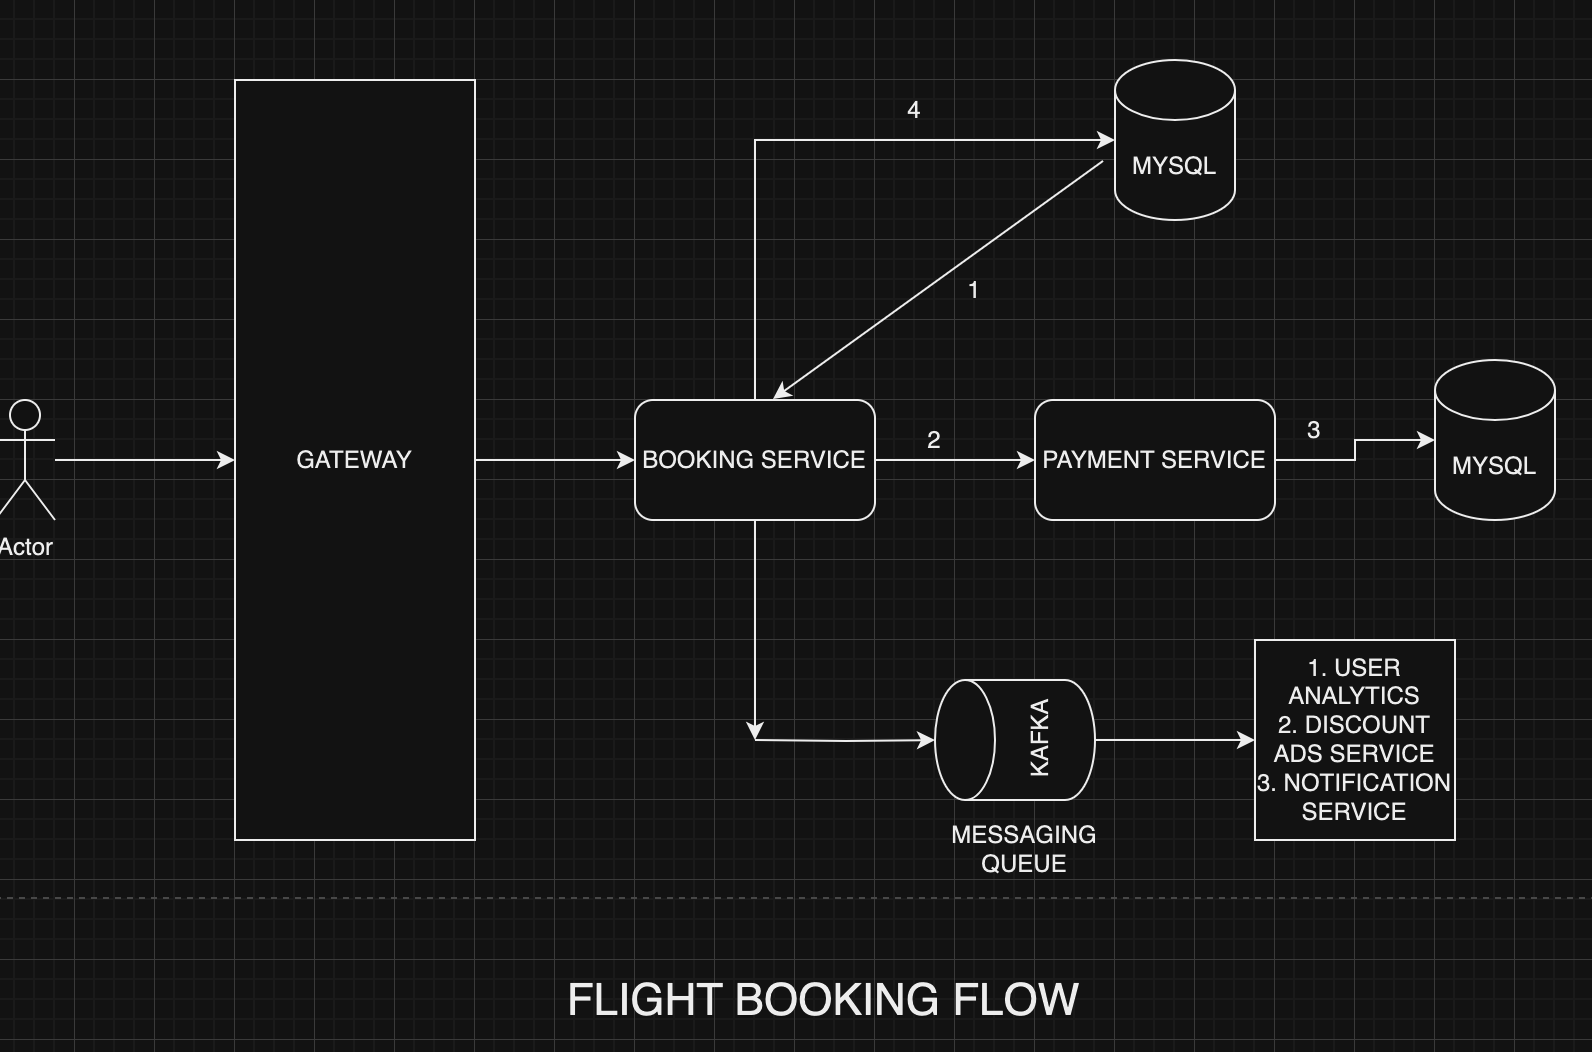 4
MYSQL
1
GATEWAY
BOOKING SERVICE
2
PAYMENT SERVICE
3
MYSQL
Actor
KAFKA
MESSAGING
QUEUE
1. USER
ANALYTICS
2. DISCOUNT
ADS SERVICE
3. NOTIFICATION
SERVICE
FLIGHT BOOKING FLOW